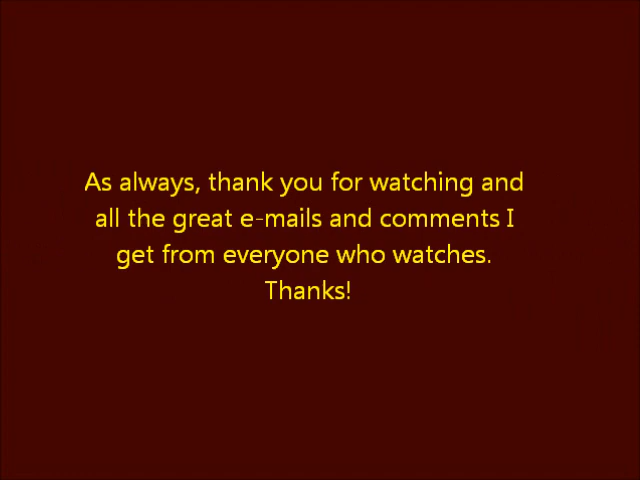 As always, thank you for watching and
all the great e-mails and comments I
get from everyone who watches.
Thanks!